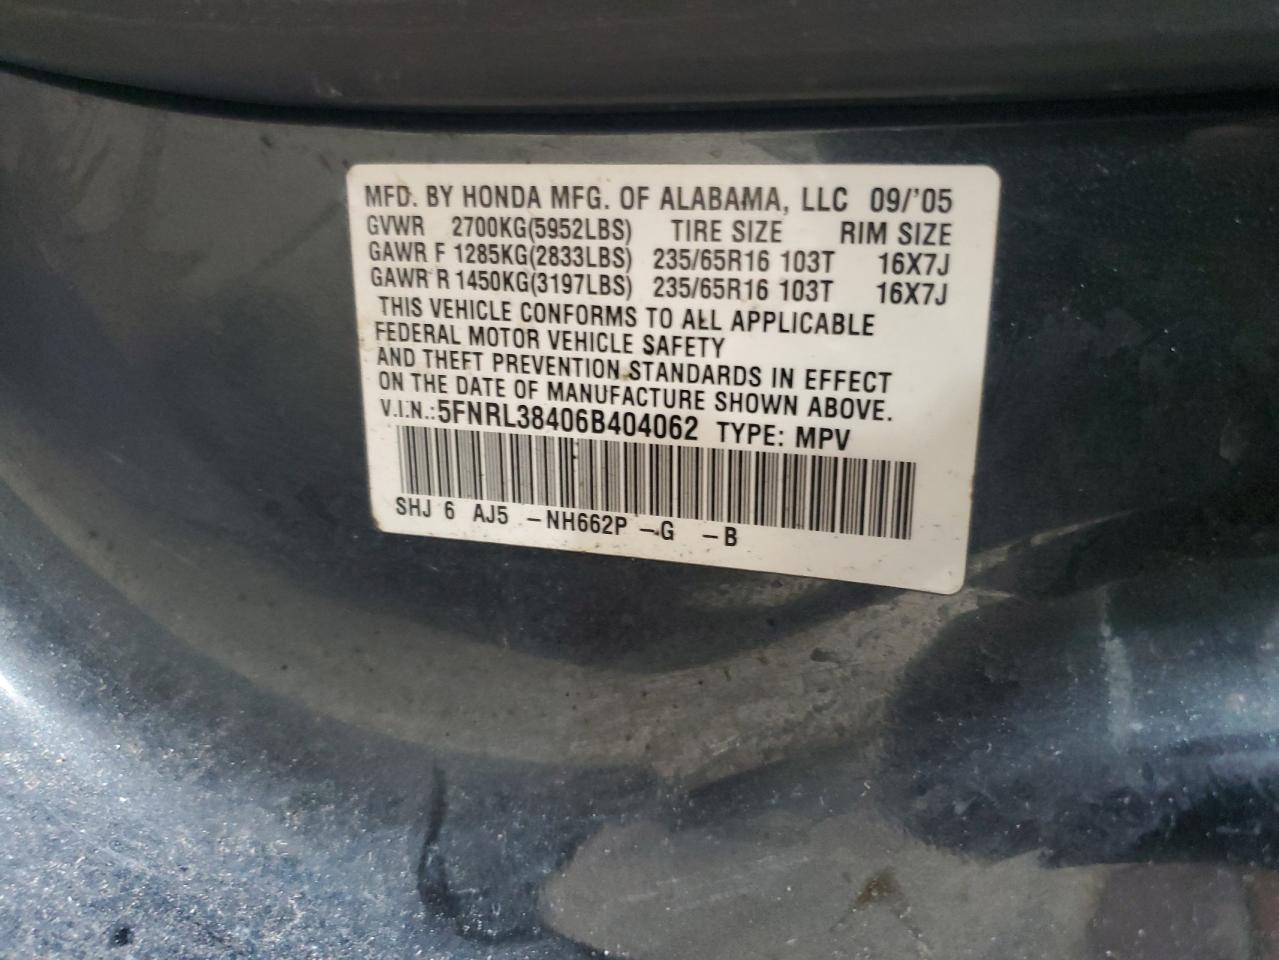 MFD. BY HONDA MFG. OF ALABAMA, LLC 09/'05
GVWR 2700KG(5952LBS) TIRE SIZE RIM SIZE
GAWR F 1285KG(2833LBS) 235/65R16 103T 16X7J
GAWR R 1450KG(3197LBS) 235/65R16 103T 16X7J
THIS VEHICLE CONFORMS TO ALL APPLICABLE
FEDERAL MOTOR VEHICLE SAFETY
AND THEFT PREVENTION STANDARDS IN EFFECT
ON THE DATE OF MANUFACTURE SHOWN ABOVE.
V.I.N.: 5FNRL38406B404062 TYPE: MPV
SHJ 6 AJ5 -NH662P -G -B